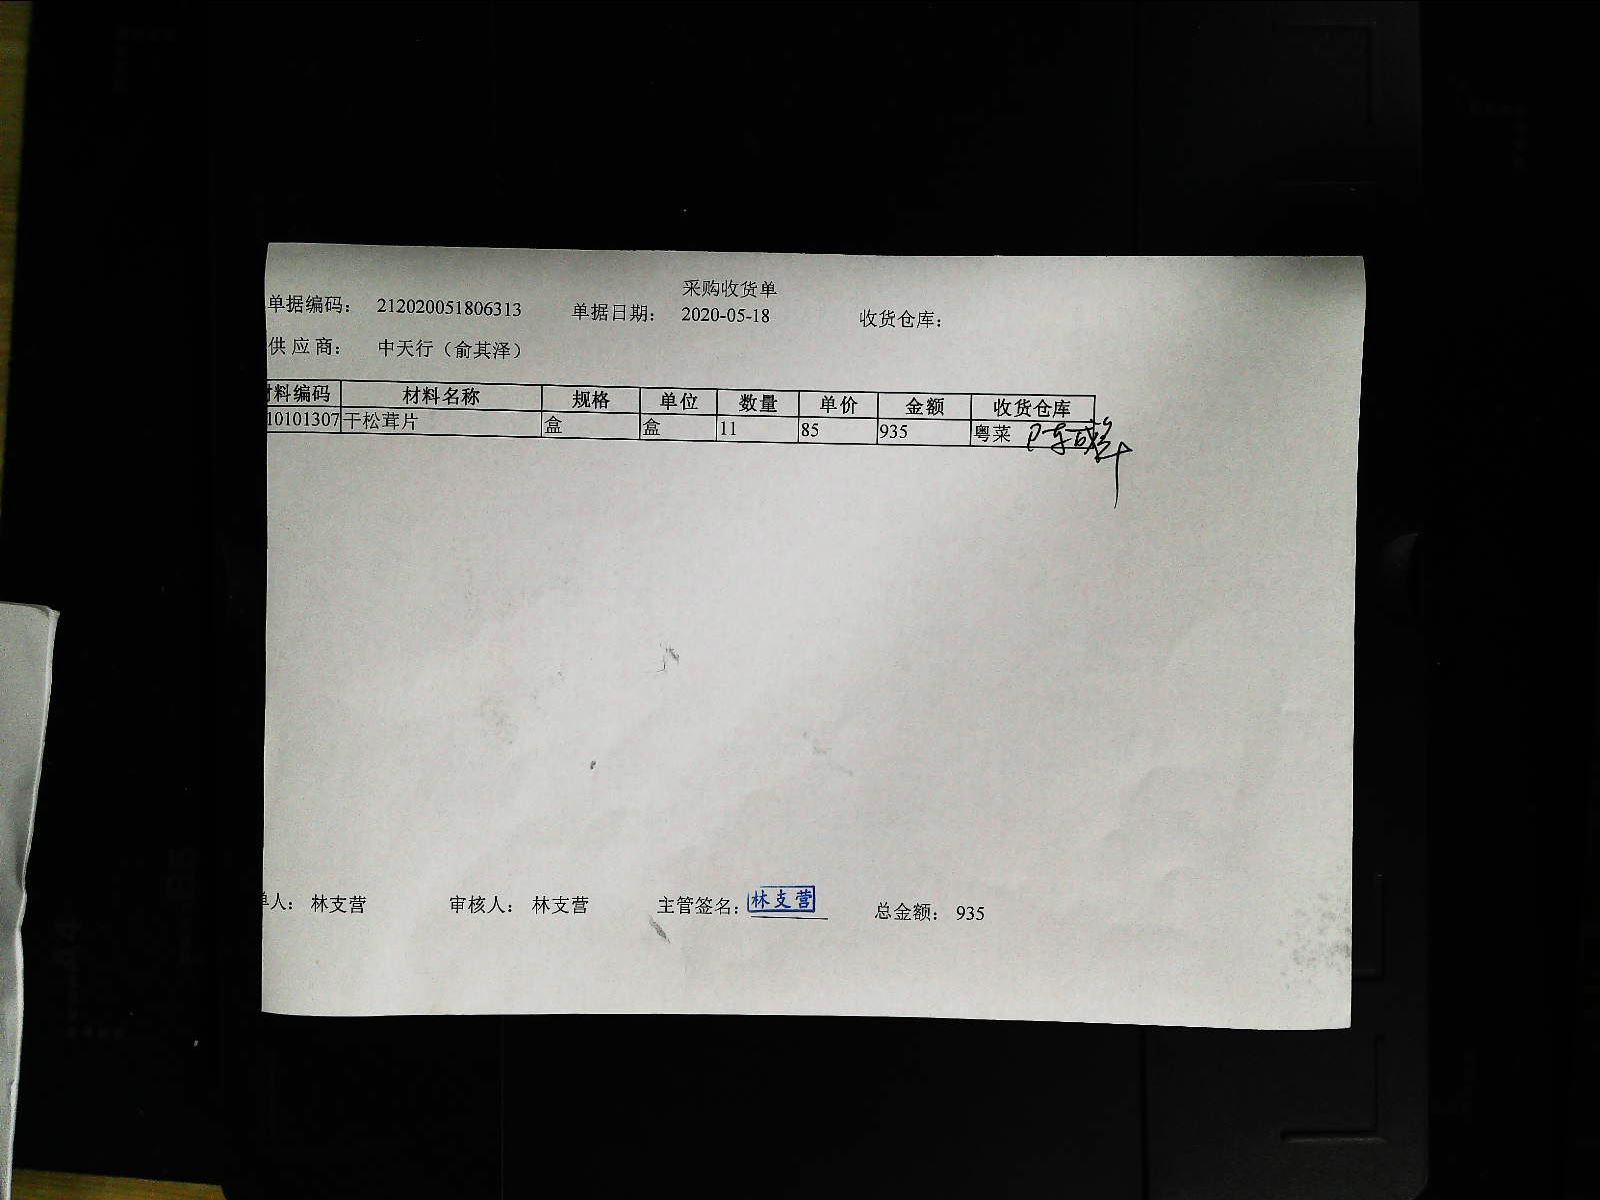 采购收货单
单据编码： 212020051806313 单据日期： 2020-05-18 收货仓库：
供 应 商： 中天行（俞其泽）
材料编码 材料名称 规格 单位 数量 单价 金额 收货仓库
10101307 干松茸片 盒 盒 11 85 935 粤菜
单人： 林支营 审核人： 林支营 主管签名： 林支营 总金额： 935